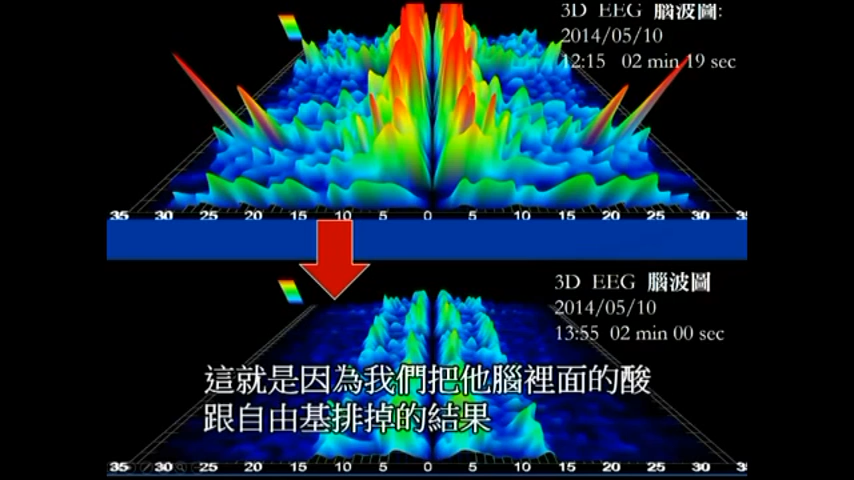 3D EEG 腦波圖:
2014/05/10
12:15 02 min 19 sec
35 30 25 20 15 10 5 0 5 10 15 20 25 30 35
3D EEG 腦波圖
2014/05/10
13:55 02 min 00 sec
這就是因為我們把他腦裡面的酸
跟自由基排掉的結果
35 30 25 20 15 10 5 0 5 10 15 20 25 30 35